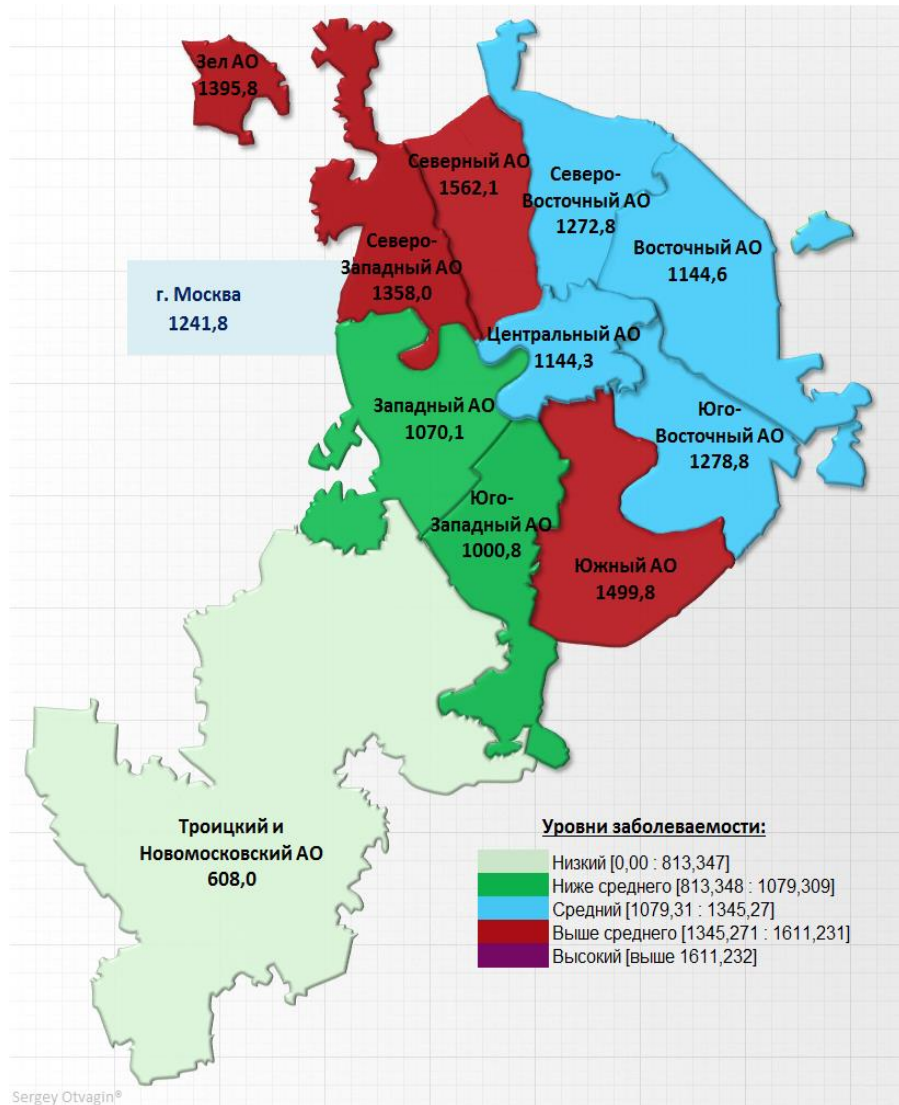 Зел АО
1395,8
Северный АО
1562,1
Северо-
Восточный АО
1272,8
Восточный АО
1144,6
Северо-
Западный АО
1358,0
г. Москва
1241,8
Центральный АО
1144,3
Западный АО
1070,1
Юго-
Восточный АО
1278,8
Юго-
Западный АО
1000,8
Южный АО
1499,8
Троицкий и
Новомосковский АО
608,0
Уровни заболеваемости:
Низкий [0,00 : 813,347]
Ниже среднего [813,348 : 1079,309]
Средний [1079,31 : 1345,27]
Выше среднего [1345,271 : 1611,231]
Высокий [выше 1611,232]
Sergey Otvagin®